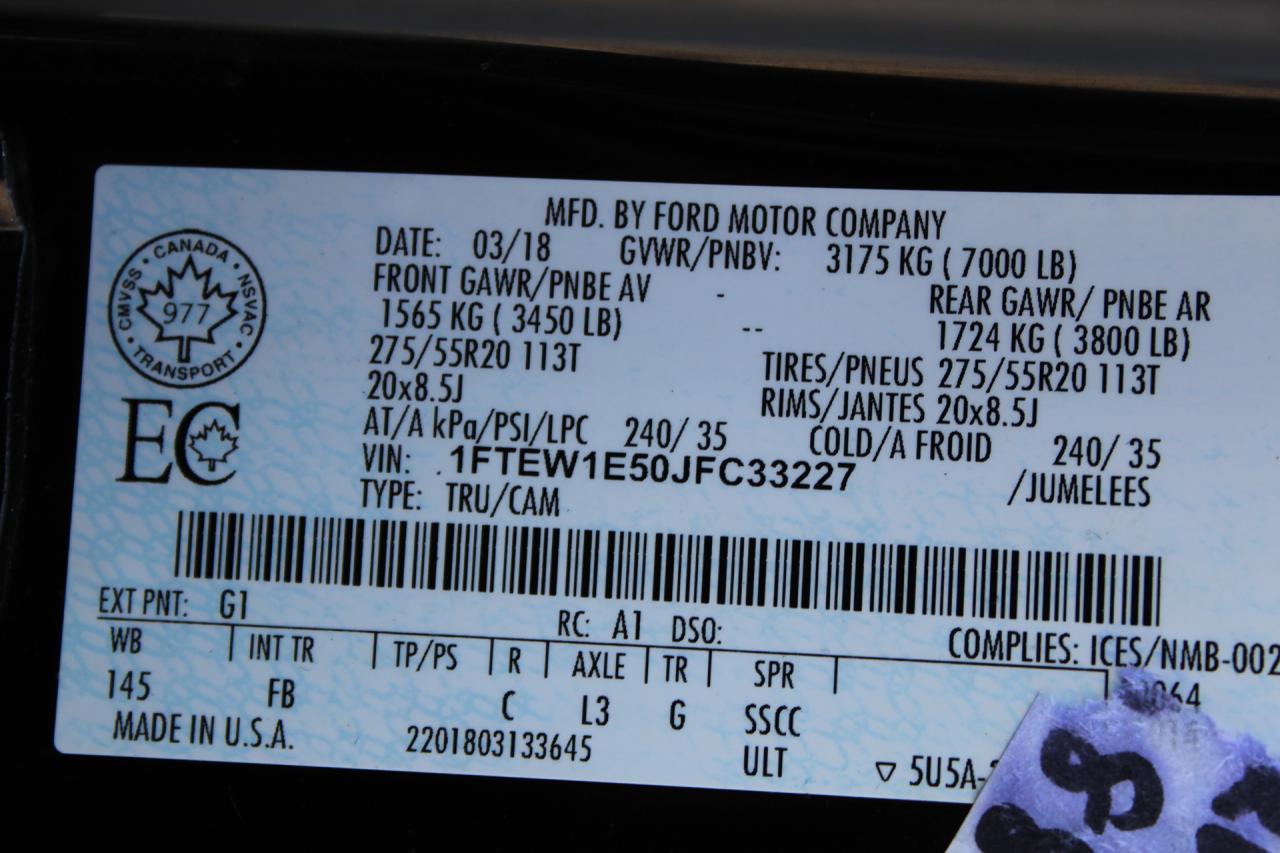 MFD. BY FORD MOTOR COMPANY
DATE: 03/18 GVWR/PNBV: 3175 KG ( 7000 LB)
FRONT GAWR/PNBE AV - REAR GAWR/ PNBE AR
1565 KG ( 3450 LB) -- 1724 KG ( 3800 LB)
275/55R20 113T TIRES/PNEUS 275/55R20 113T
20x8.5J RIMS/JANTES 20x8.5J
AT/A kPa/PSI/LPC 240/ 35 COLD/A FROID 240/ 35
VIN: 1FTEW1E50JFC33227 /JUMELEES
TYPE: TRU/CAM
CMVSS • CANADA • NSVAC • TRANSPORT •
977
EC
EXT PNT: G1 RC: A1 DSO: COMPLIES: ICES/NMB-002
WB INT TR TP/PS R AXLE TR SPR
145 FB C L3 G SSCC
MADE IN U.S.A. 2201803133645 ULT ▽ 5U5A-